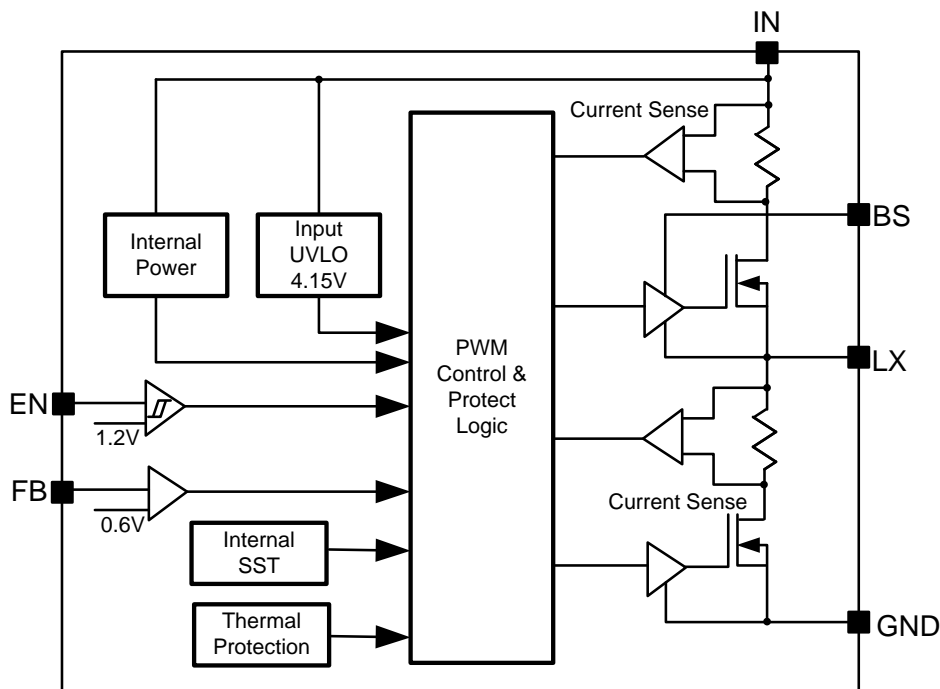 IN
Current Sense
BS
Internal
Power
Input
UVLO
4.15V
PWM
Control &
Protect
Logic
LX
EN
1.2V
FB
0.6V
Current Sense
Internal
SST
Thermal
Protection
GND